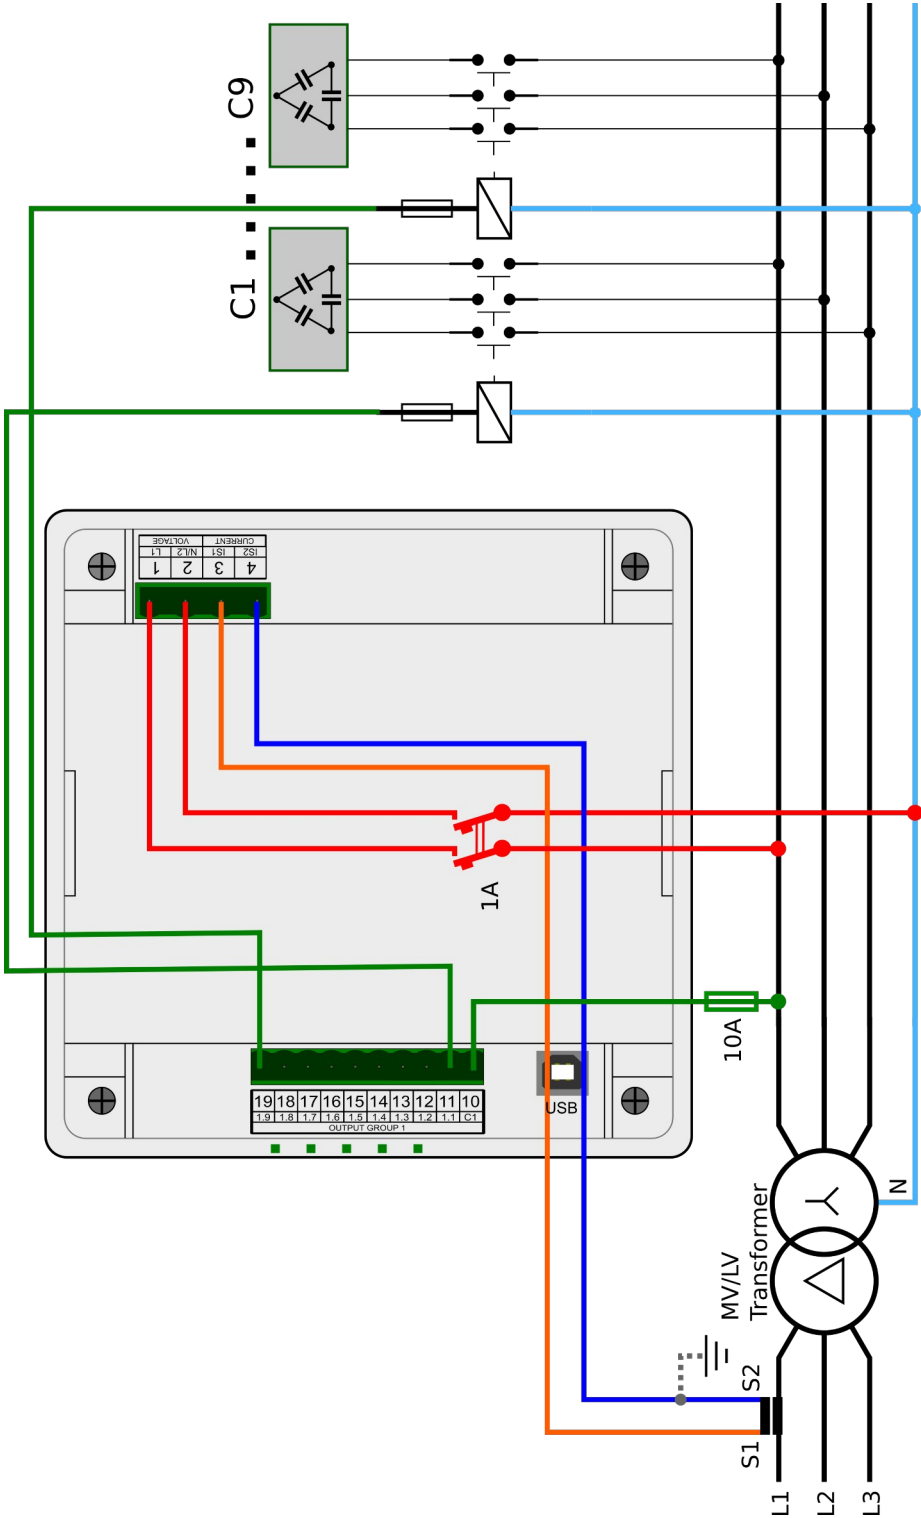 C9
C1
VOLTAGE
CURRENT
L1
N/L2
IS1
IS2
1
2
3
4
1A
10A
19 18 17 16 15 14 13 12 11 10
1.9 1.8 1.7 1.6 1.5 1.4 1.3 1.2 1.1 C1
OUTPUT GROUP 1
USB
N
MV/LV
Transformer
S2
S1
L1
L2
L3